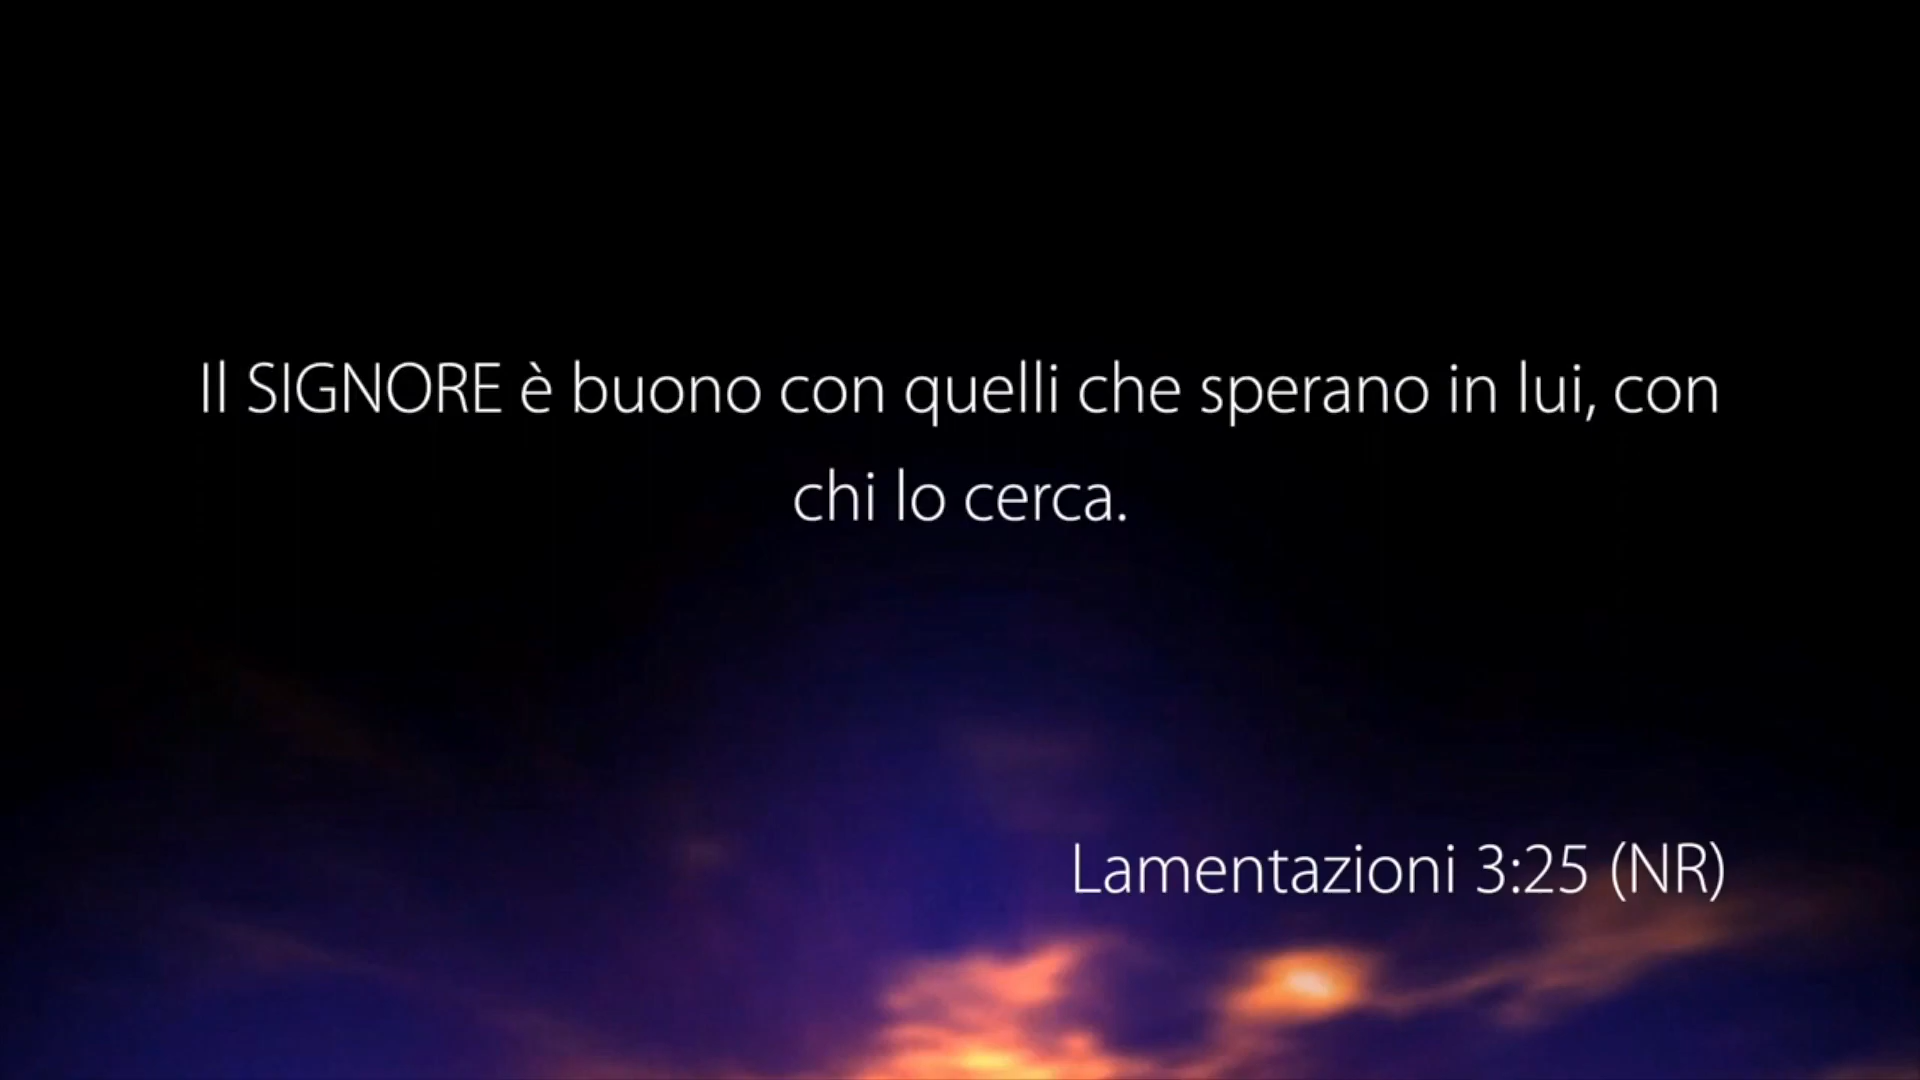 Il SIGNORE è buono con quelli che sperano in lui, con
chi lo cerca.
Lamentazioni 3:25 (NR)